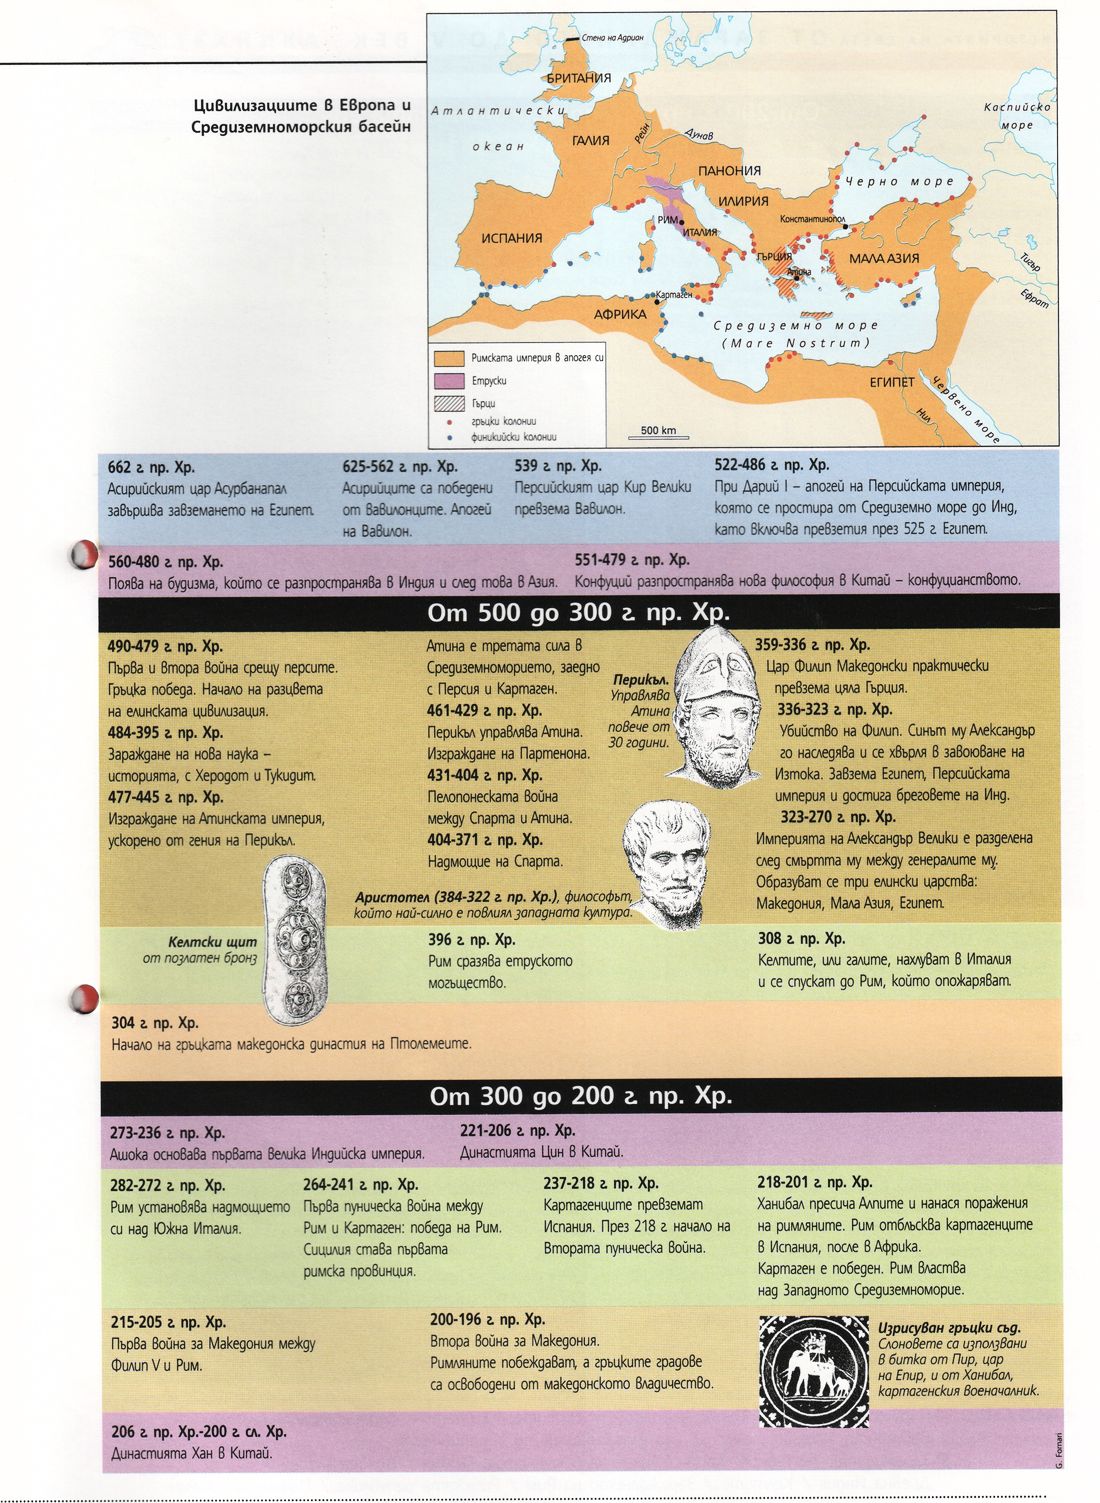 Цивилизациите в Европа и
Средиземноморския басейн
Стена на Адриан
БРИТАНИЯ
Атлантически
океан
ГАЛИЯ
Рейн
Дунав
ПАНОНИЯ
ИЛИРИЯ
Каспийско
море
Черно море
Константинопол
РИМ
ИТАЛИЯ
ИСПАНИЯ
ГЪРЦИЯ
Атина
МАЛА АЗИЯ
Тигър
Ефрат
Картаген
АФРИКА
Средиземно море
(Mare Nostrum)
ЕГИПЕТ
Нил
Червено море
Римската империя в апогея си
Етруски
Гърци
гръцки колонии
финикийски колонии
500 km
662 г. пр. Хр.
Асирийският цар Асурбанапал
завършва завземането на Египет.
625-562 г. пр. Хр.
Асирийците са победени
от вавилонците. Апогей
на Вавилон.
539 г. пр. Хр.
Персийският цар Кир Велики
превзема Вавилон.
522-486 г. пр. Хр.
При Дарий I – апогей на Персийската империя,
която се простира от Средиземно море до Инд,
като включва превзетия през 525 г. Египет.
560-480 г. пр. Хр.
Поява на будизма, който се разпространява в Индия и след това в Азия.
551-479 г. пр. Хр.
Конфуций разпространява нова философия в Китай – конфуцианството.
От 500 до 300 г. пр. Хр.
490-479 г. пр. Хр.
Първа и втора война срещу персите.
Гръцка победа. Начало на разцвета
на елинската цивилизация.
484-395 г. пр. Хр.
Зараждане на нова наука –
историята, с Херодот и Тукидит.
477-445 г. пр. Хр.
Изграждане на Атинската империя,
ускорено от гения на Перикъл.
Атина е третата сила в
Средиземноморието, заедно
с Персия и Картаген.
461-429 г. пр. Хр.
Перикъл управлява Атина.
Изграждане на Партенона.
431-404 г. пр. Хр.
Пелопонеската война
между Спарта и Атина.
404-371 г. пр. Хр.
Надмощие на Спарта.
Перикъл.
Управлява
Атина
повече от
30 години.
359-336 г. пр. Хр.
Цар Филип Македонски практически
превзема цяла Гърция.
336-323 г. пр. Хр.
Убийство на Филип. Синът му Александър
го наследява и се хвърля в завоюване на
Изтока. Завзема Египет, Персийската
империя и достига бреговете на Инд.
323-270 г. пр. Хр.
Империята на Александър Велики е разделена
след смъртта му между генералите му.
Образуват се три елински царства:
Македония, Мала Азия, Египет.
Аристотел (384-322 г. пр. Хр.), философът,
който най-силно е повлиял западната култура.
Келтски щит
от позлатен бронз
396 г. пр. Хр.
Рим сразява етруското
могъщество.
308 г. пр. Хр.
Келтите, или галите, нахлуват в Италия
и се спускат до Рим, който опожаряват.
304 г. пр. Хр.
Начало на гръцката македонска династия на Птолемеите.
От 300 до 200 г. пр. Хр.
273-236 г. пр. Хр.
Ашока основава първата велика Индийска империя.
221-206 г. пр. Хр.
Династията Цин в Китай.
282-272 г. пр. Хр.
Рим установява надмощието
си над Южна Италия.
264-241 г. пр. Хр.
Първа пуническа война между
Рим и Картаген: победа на Рим.
Сицилия става първата
римска провинция.
237-218 г. пр. Хр.
Картагенците превземат
Испания. През 218 г. начало на
Втората пуническа война.
218-201 г. пр. Хр.
Ханибал пресича Алпите и нанася поражения
на римляните. Рим отблъсква картагенците
в Испания, после в Африка.
Картаген е победен. Рим властва
над Западното Средиземноморие.
215-205 г. пр. Хр.
Първа война за Македония между
Филип V и Рим.
200-196 г. пр. Хр.
Втора война за Македония.
Римляните побеждават, а гръцките градове
са освободени от македонското владичество.
Изрисуван гръцки съд.
Слоновете са използвани
в битка от Пир, цар
на Епир, и от Ханибал,
картагенския военачалник.
206 г. пр. Хр.-200 г. сл. Хр.
Династията Хан в Китай.
G. Fornari